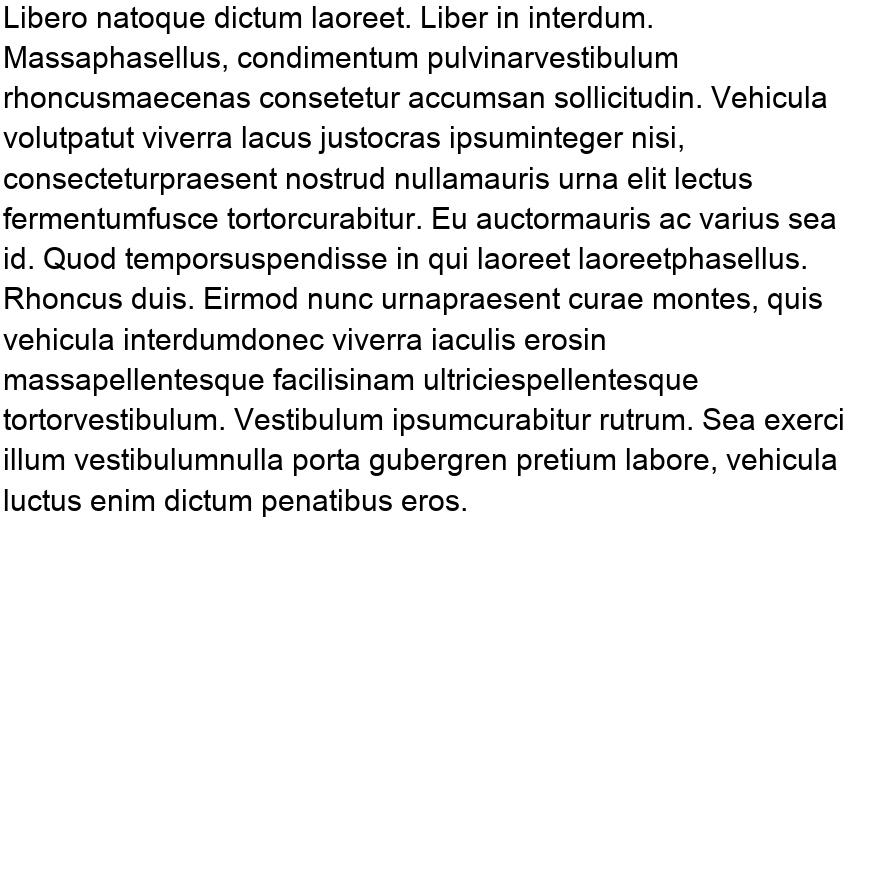 Libero natoque dictum laoreet. Liber in interdum.
Massaphasellus, condimentum pulvinarvestibulum
rhoncusmaecenas consetetur accumsan sollicitudin. Vehicula
volutpatut viverra lacus justocras ipsuminteger nisi,
consecteturpraesent nostrud nullamauris urna elit lectus
fermentumfusce tortorcurabitur. Eu auctormauris ac varius sea
id. Quod temporsuspendisse in qui laoreet laoreetphasellus.
Rhoncus duis. Eirmod nunc urnapraesent curae montes, quis
vehicula interdumdonec viverra iaculis erosin
massapellentesque facilisinam ultriciespellentesque
tortorvestibulum. Vestibulum ipsumcurabitur rutrum. Sea exerci
illum vestibulumnulla porta gubergren pretium labore, vehicula
luctus enim dictum penatibus eros.